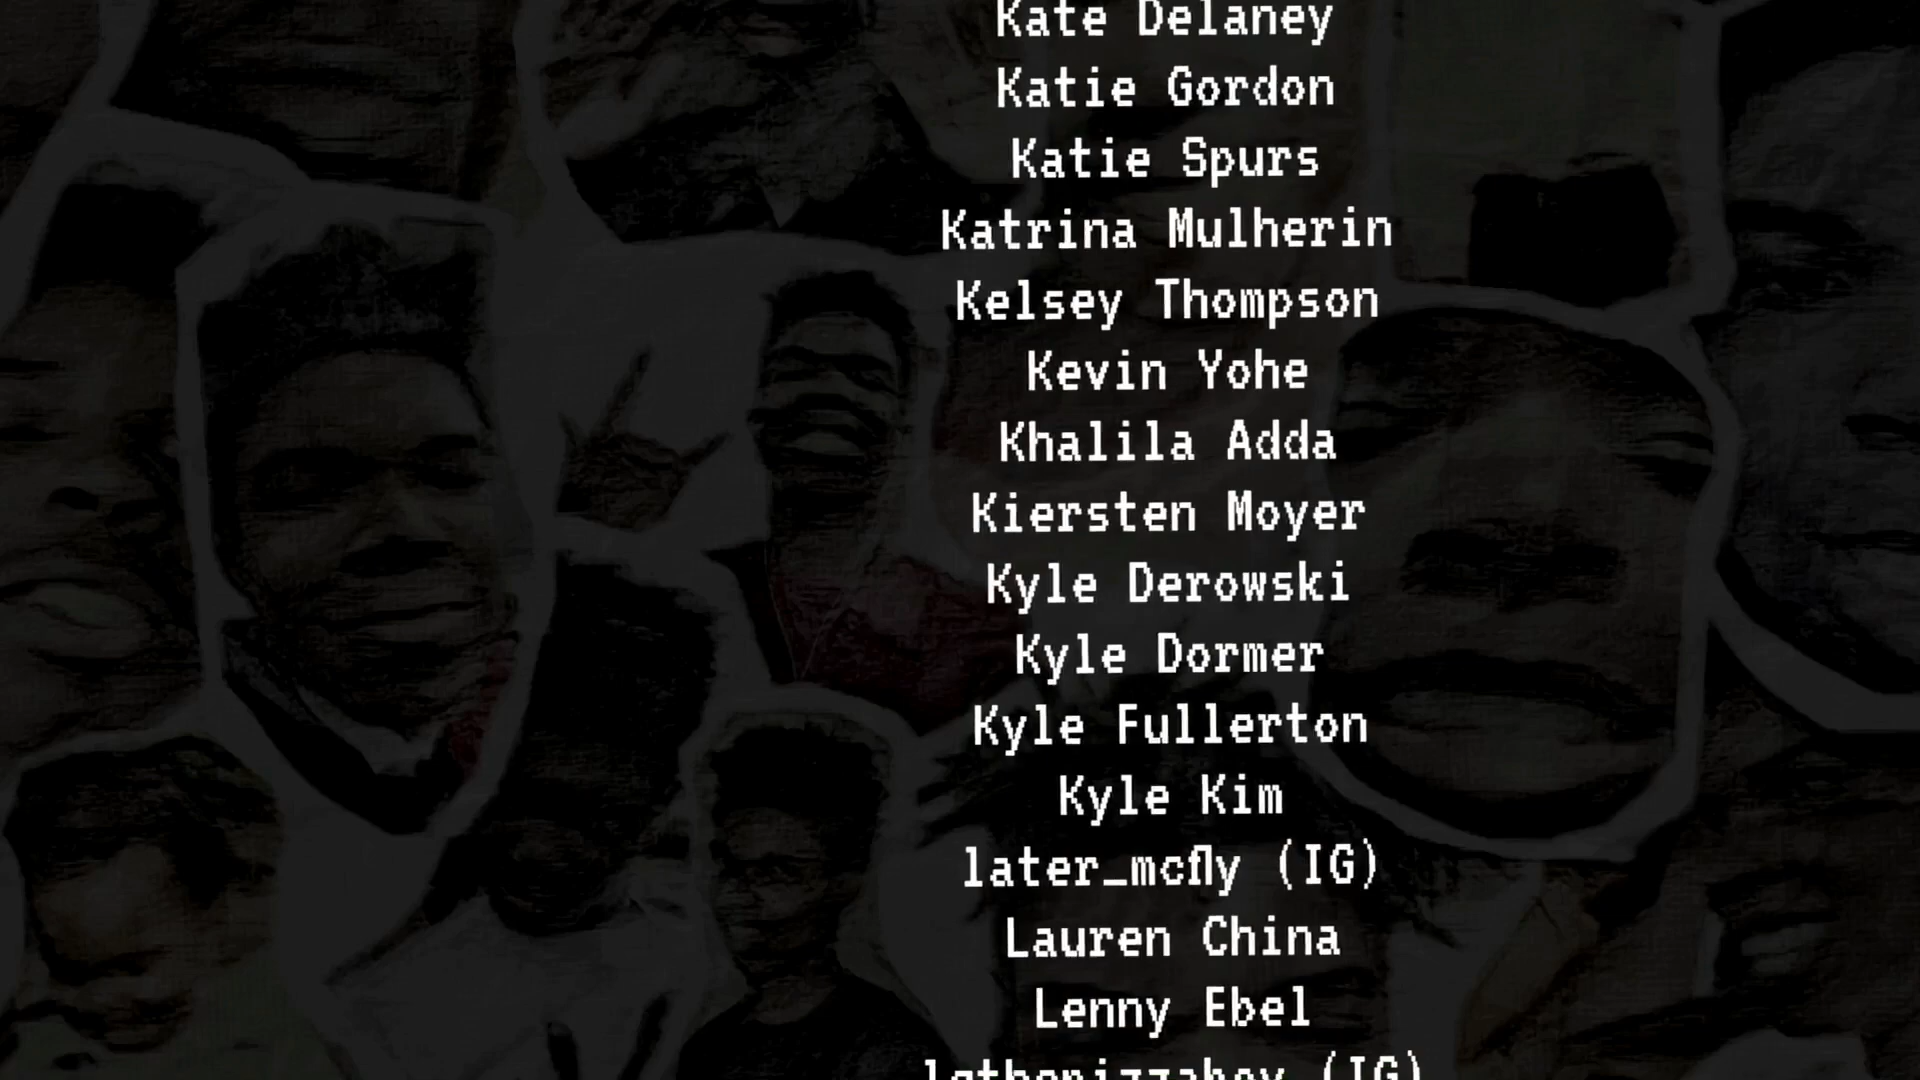 Kate Delaney
Katie Gordon
Katie Spurs
Katrina Mulherin
Kelsey Thompson
Kevin Yohe
Khalila Adda
Kiersten Moyer
Kyle Derowski
Kyle Dormer
Kyle Fullerton
Kyle Kim
later_mcfly (IG)
Lauren China
Lenny Ebel
(IG)